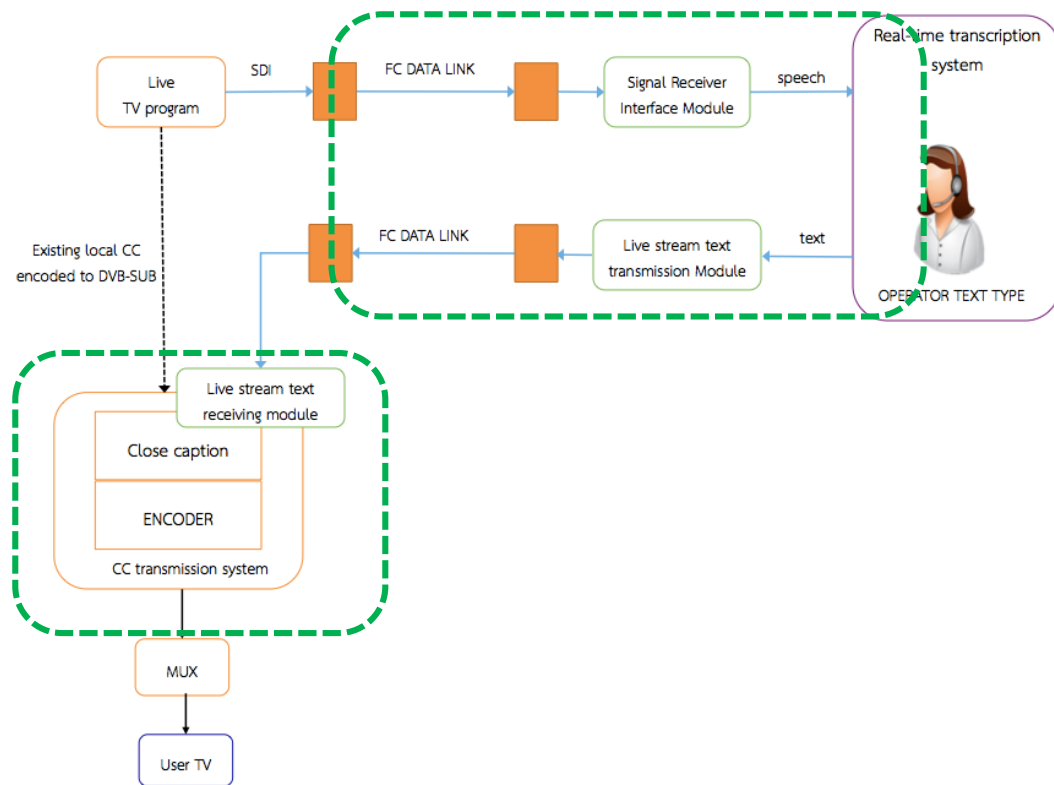 Real-time transcription
system
Live
TV program
SDI
FC DATA LINK
Signal Receiver
Interface Module
speech
Existing local CC
encoded to DVB-SUB
FC DATA LINK
Live stream text
transmission Module
text
OPERATOR TEXT TYPE
Live stream text
receiving module
Close caption
ENCODER
CC transmission system
MUX
User TV